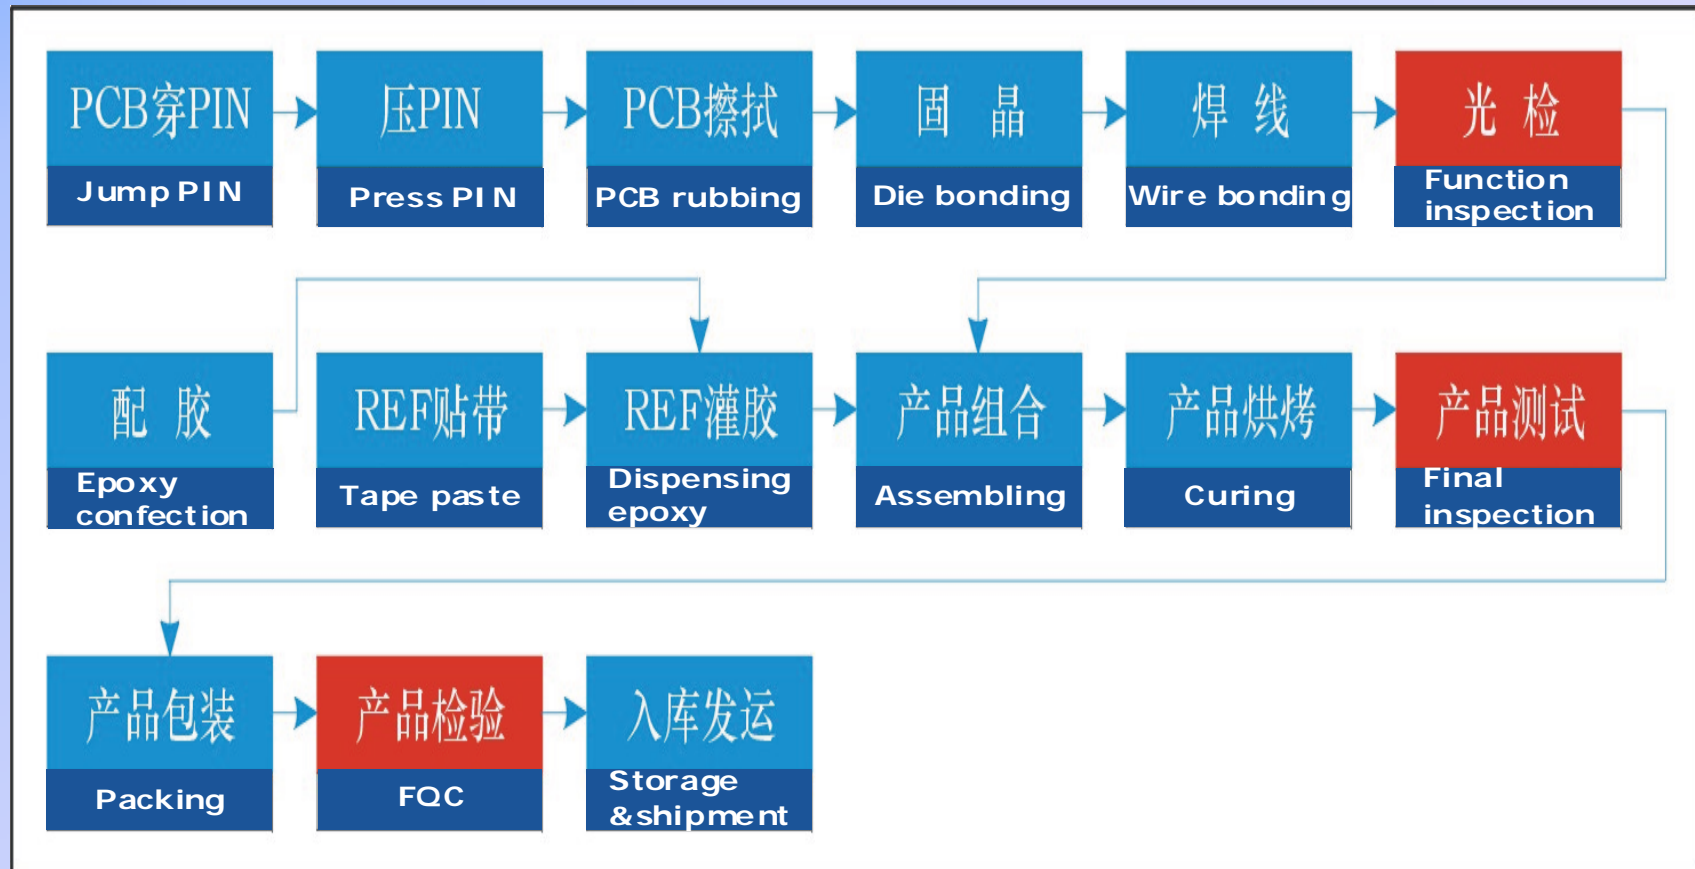 PCB穿PIN
Jump PIN
压PIN
Press PIN
PCB擦拭
PCB rubbing
固 晶
Die bonding
焊 线
Wire bonding
光 检
Function
inspection
配 胶
Epoxy
confection
REF贴带
Tape paste
REF灌胶
Dispensing
epoxy
产品组合
Assembling
产品烘烤
Curing
产品测试
Final
inspection
产品包装
Packing
产品检验
FQC
入库发运
Storage
&shipment